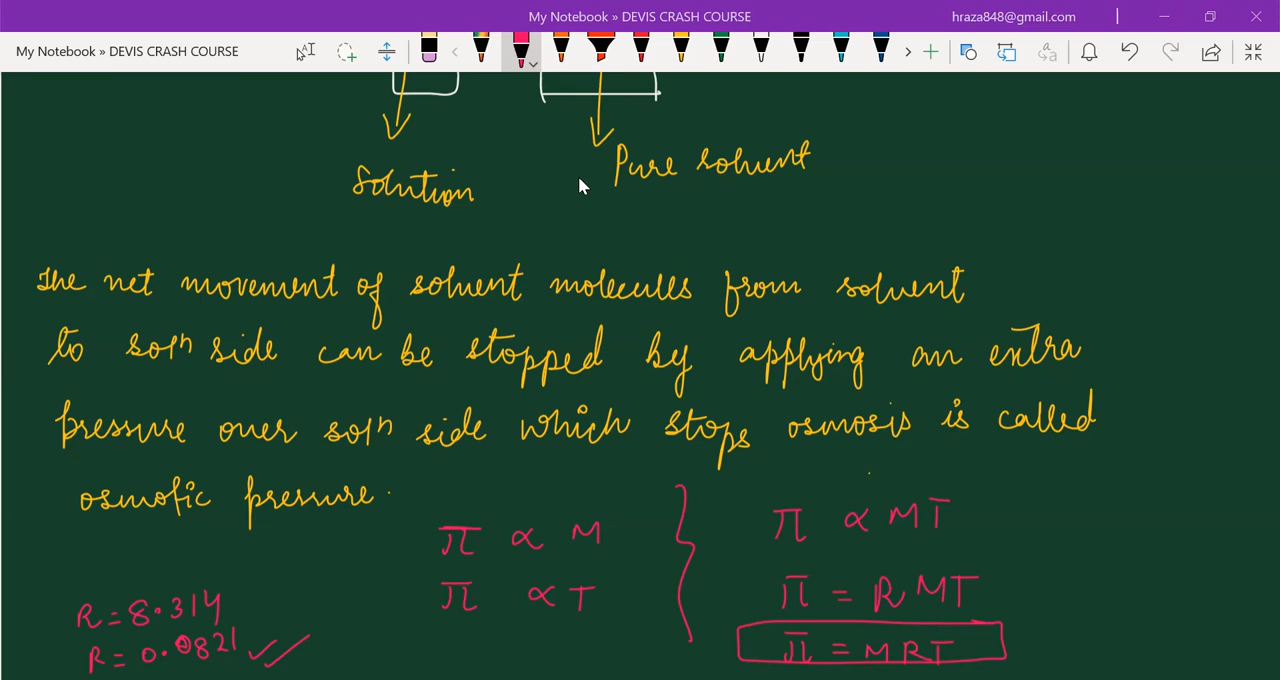 My Notebook » DEVIS CRASH COURSE
hraza848@gmail.com
My Notebook » DEVIS CRASH COURSE
Solution
Pure solvent
The net movement of solvent molecules from solvent
to solⁿ side can be stopped by applying an extra
pressure over solⁿ side which stops osmosis is called
osmotic pressure.
π ∝ M
π ∝ T
π ∝ MT
π = RMT
π = MRT
R = 8.314
R = 0.0821